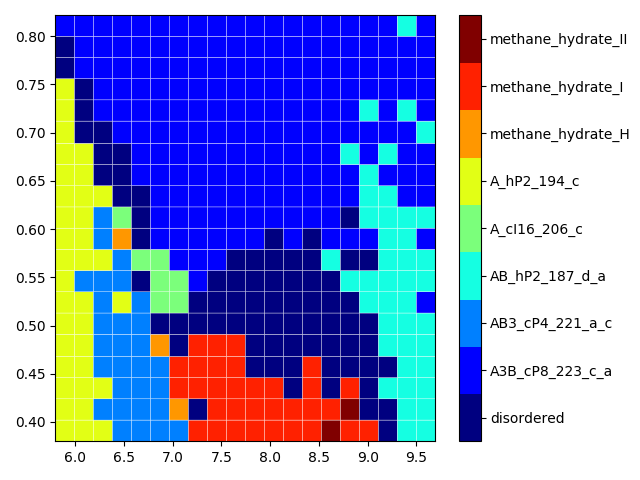 0.80
0.75
0.70
0.65
0.60
0.55
0.50
0.45
0.40
6.0 6.5 7.0 7.5 8.0 8.5 9.0 9.5
methane_hydrate_II
methane_hydrate_I
methane_hydrate_H
A_hP2_194_c
A_cI16_206_c
AB_hP2_187_d_a
AB3_cP4_221_a_c
A3B_cP8_223_c_a
disordered